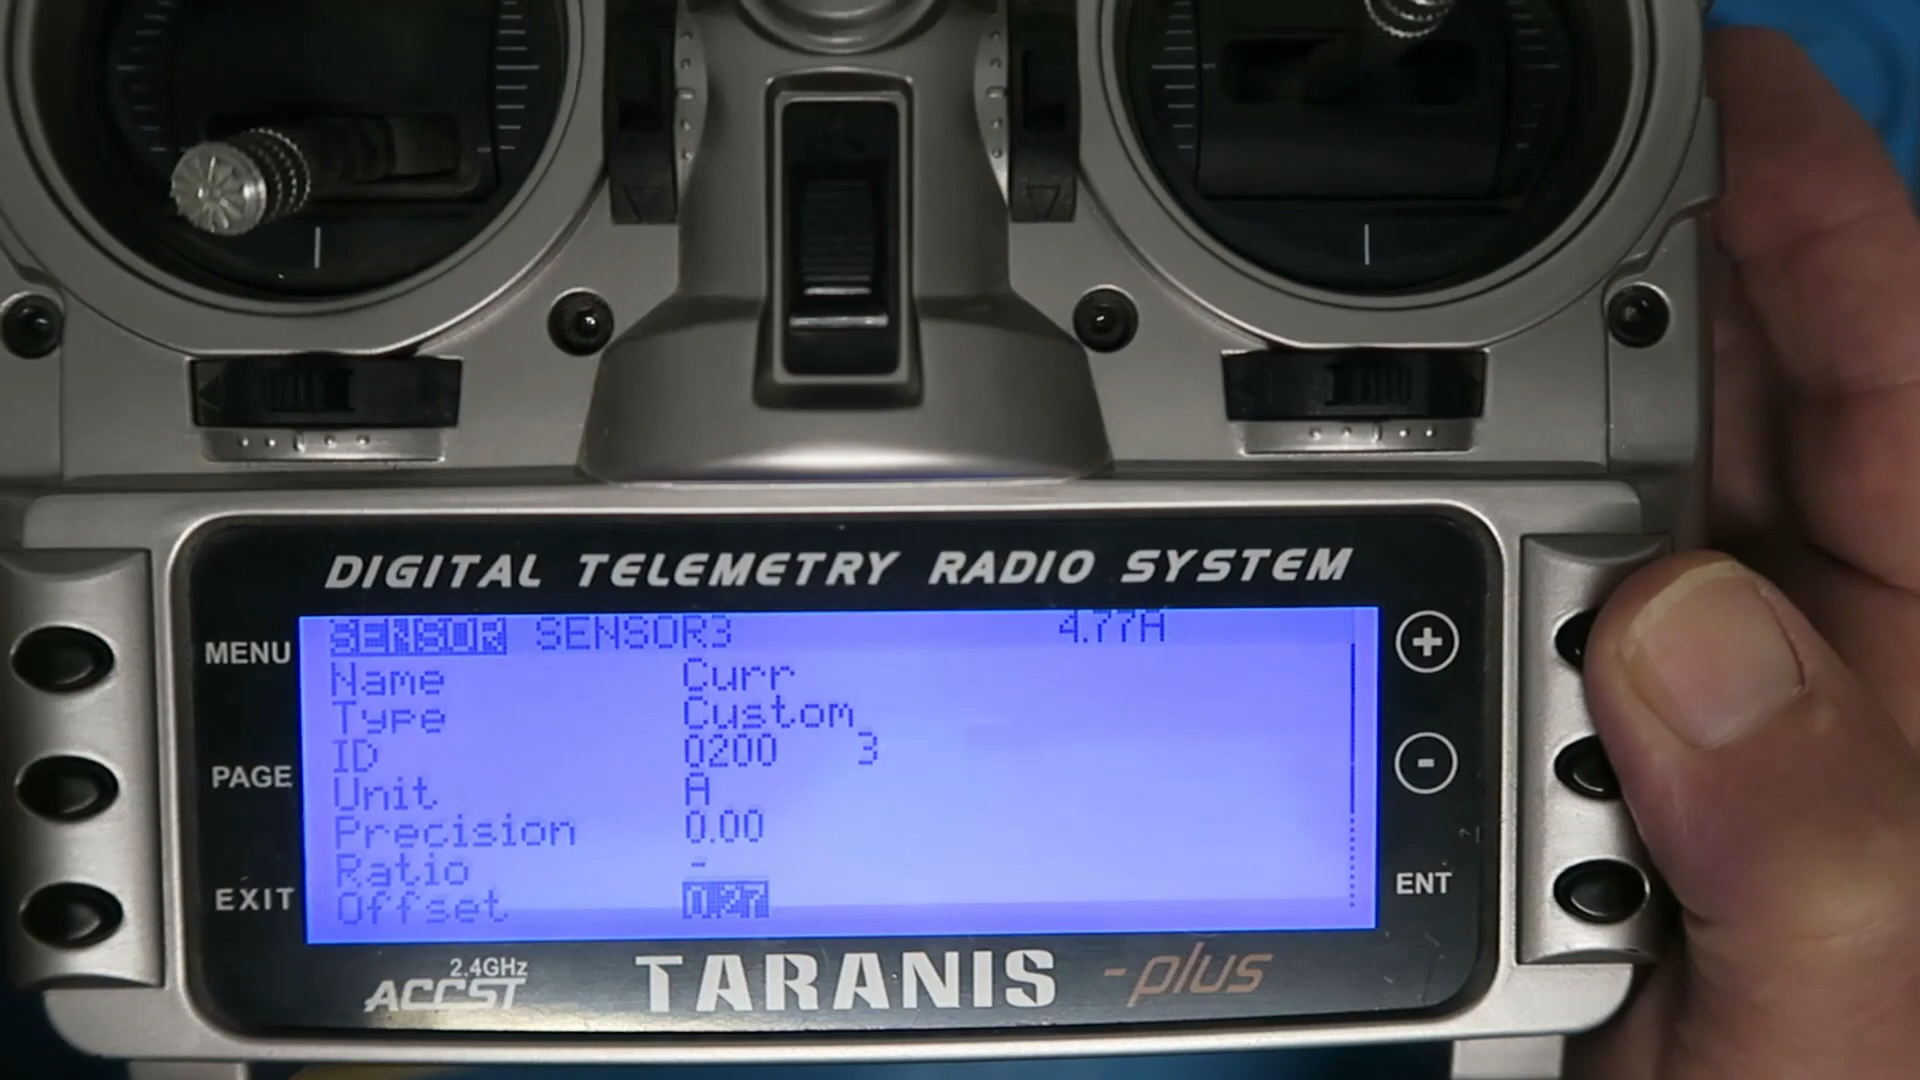 DIGITAL TELEMETRY RADIO SYSTEM
SENSOR SENSOR3 4.77A
Name Curr
Type Custom
ID 0200 3
Unit A
Precision 0.00
Ratio -
Offset 0.27
MENU
PAGE
EXIT
+
-
ENT
2.4GHz
ACCST
TARANIS -plus